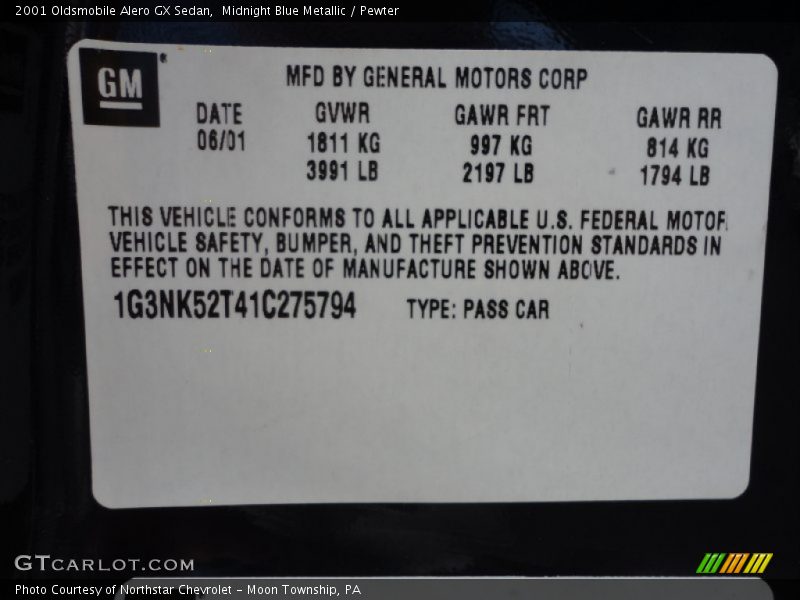 2001 Oldsmobile Alero GX Sedan,  Midnight Blue Metallic / Pewter
GM®
MFD BY GENERAL MOTORS CORP
DATE GVWR GAWR FRT GAWR RR
06/01 1811 KG 997 KG 814 KG
3991 LB 2197 LB 1794 LB
THIS VEHICLE CONFORMS TO ALL APPLICABLE U.S. FEDERAL MOTOR
VEHICLE SAFETY, BUMPER, AND THEFT PREVENTION STANDARDS IN
EFFECT ON THE DATE OF MANUFACTURE SHOWN ABOVE.
1G3NK52T41C275794 TYPE: PASS CAR
GTCARLOT.COM
Photo Courtesy of Northstar Chevrolet – Moon Township, PA